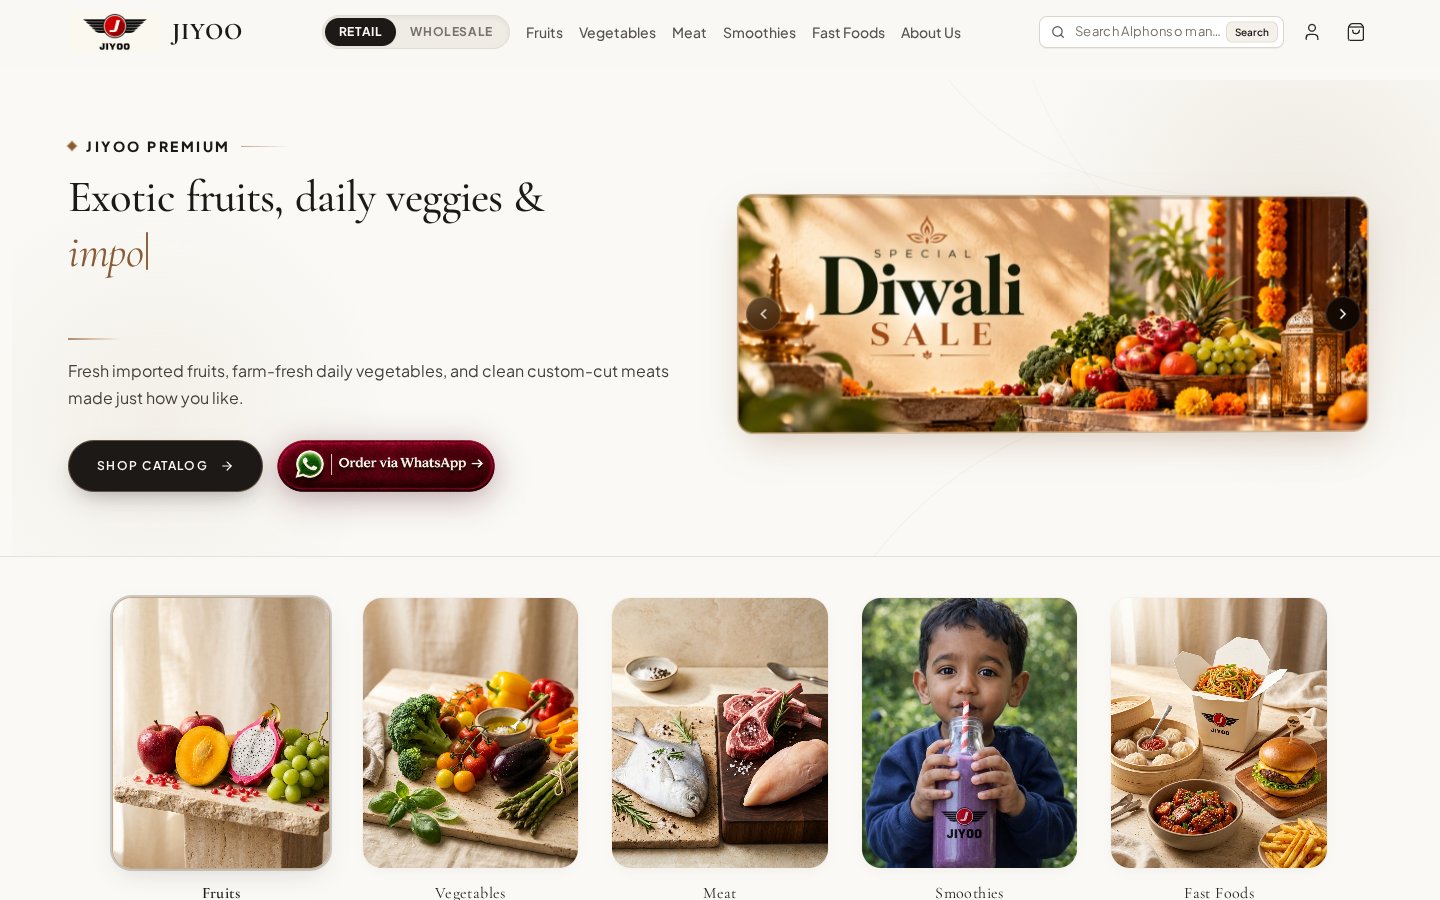 JIYOO
JIYOO
RETAIL
WHOLESALE
Fruits
Vegetables
Meat
Smoothies
Fast Foods
About Us
Search Alphonso man...
Search
JIYOO PREMIUM
Exotic fruits, daily veggies &
impo
Fresh imported fruits, farm-fresh daily vegetables, and clean custom-cut meats
made just how you like.
SHOP CATALOG
Order via WhatsApp
SPECIAL
Diwali
SALE
JIYOO
JIYOO
Fruits
Vegetables
Meat
Smoothies
Fast Foods